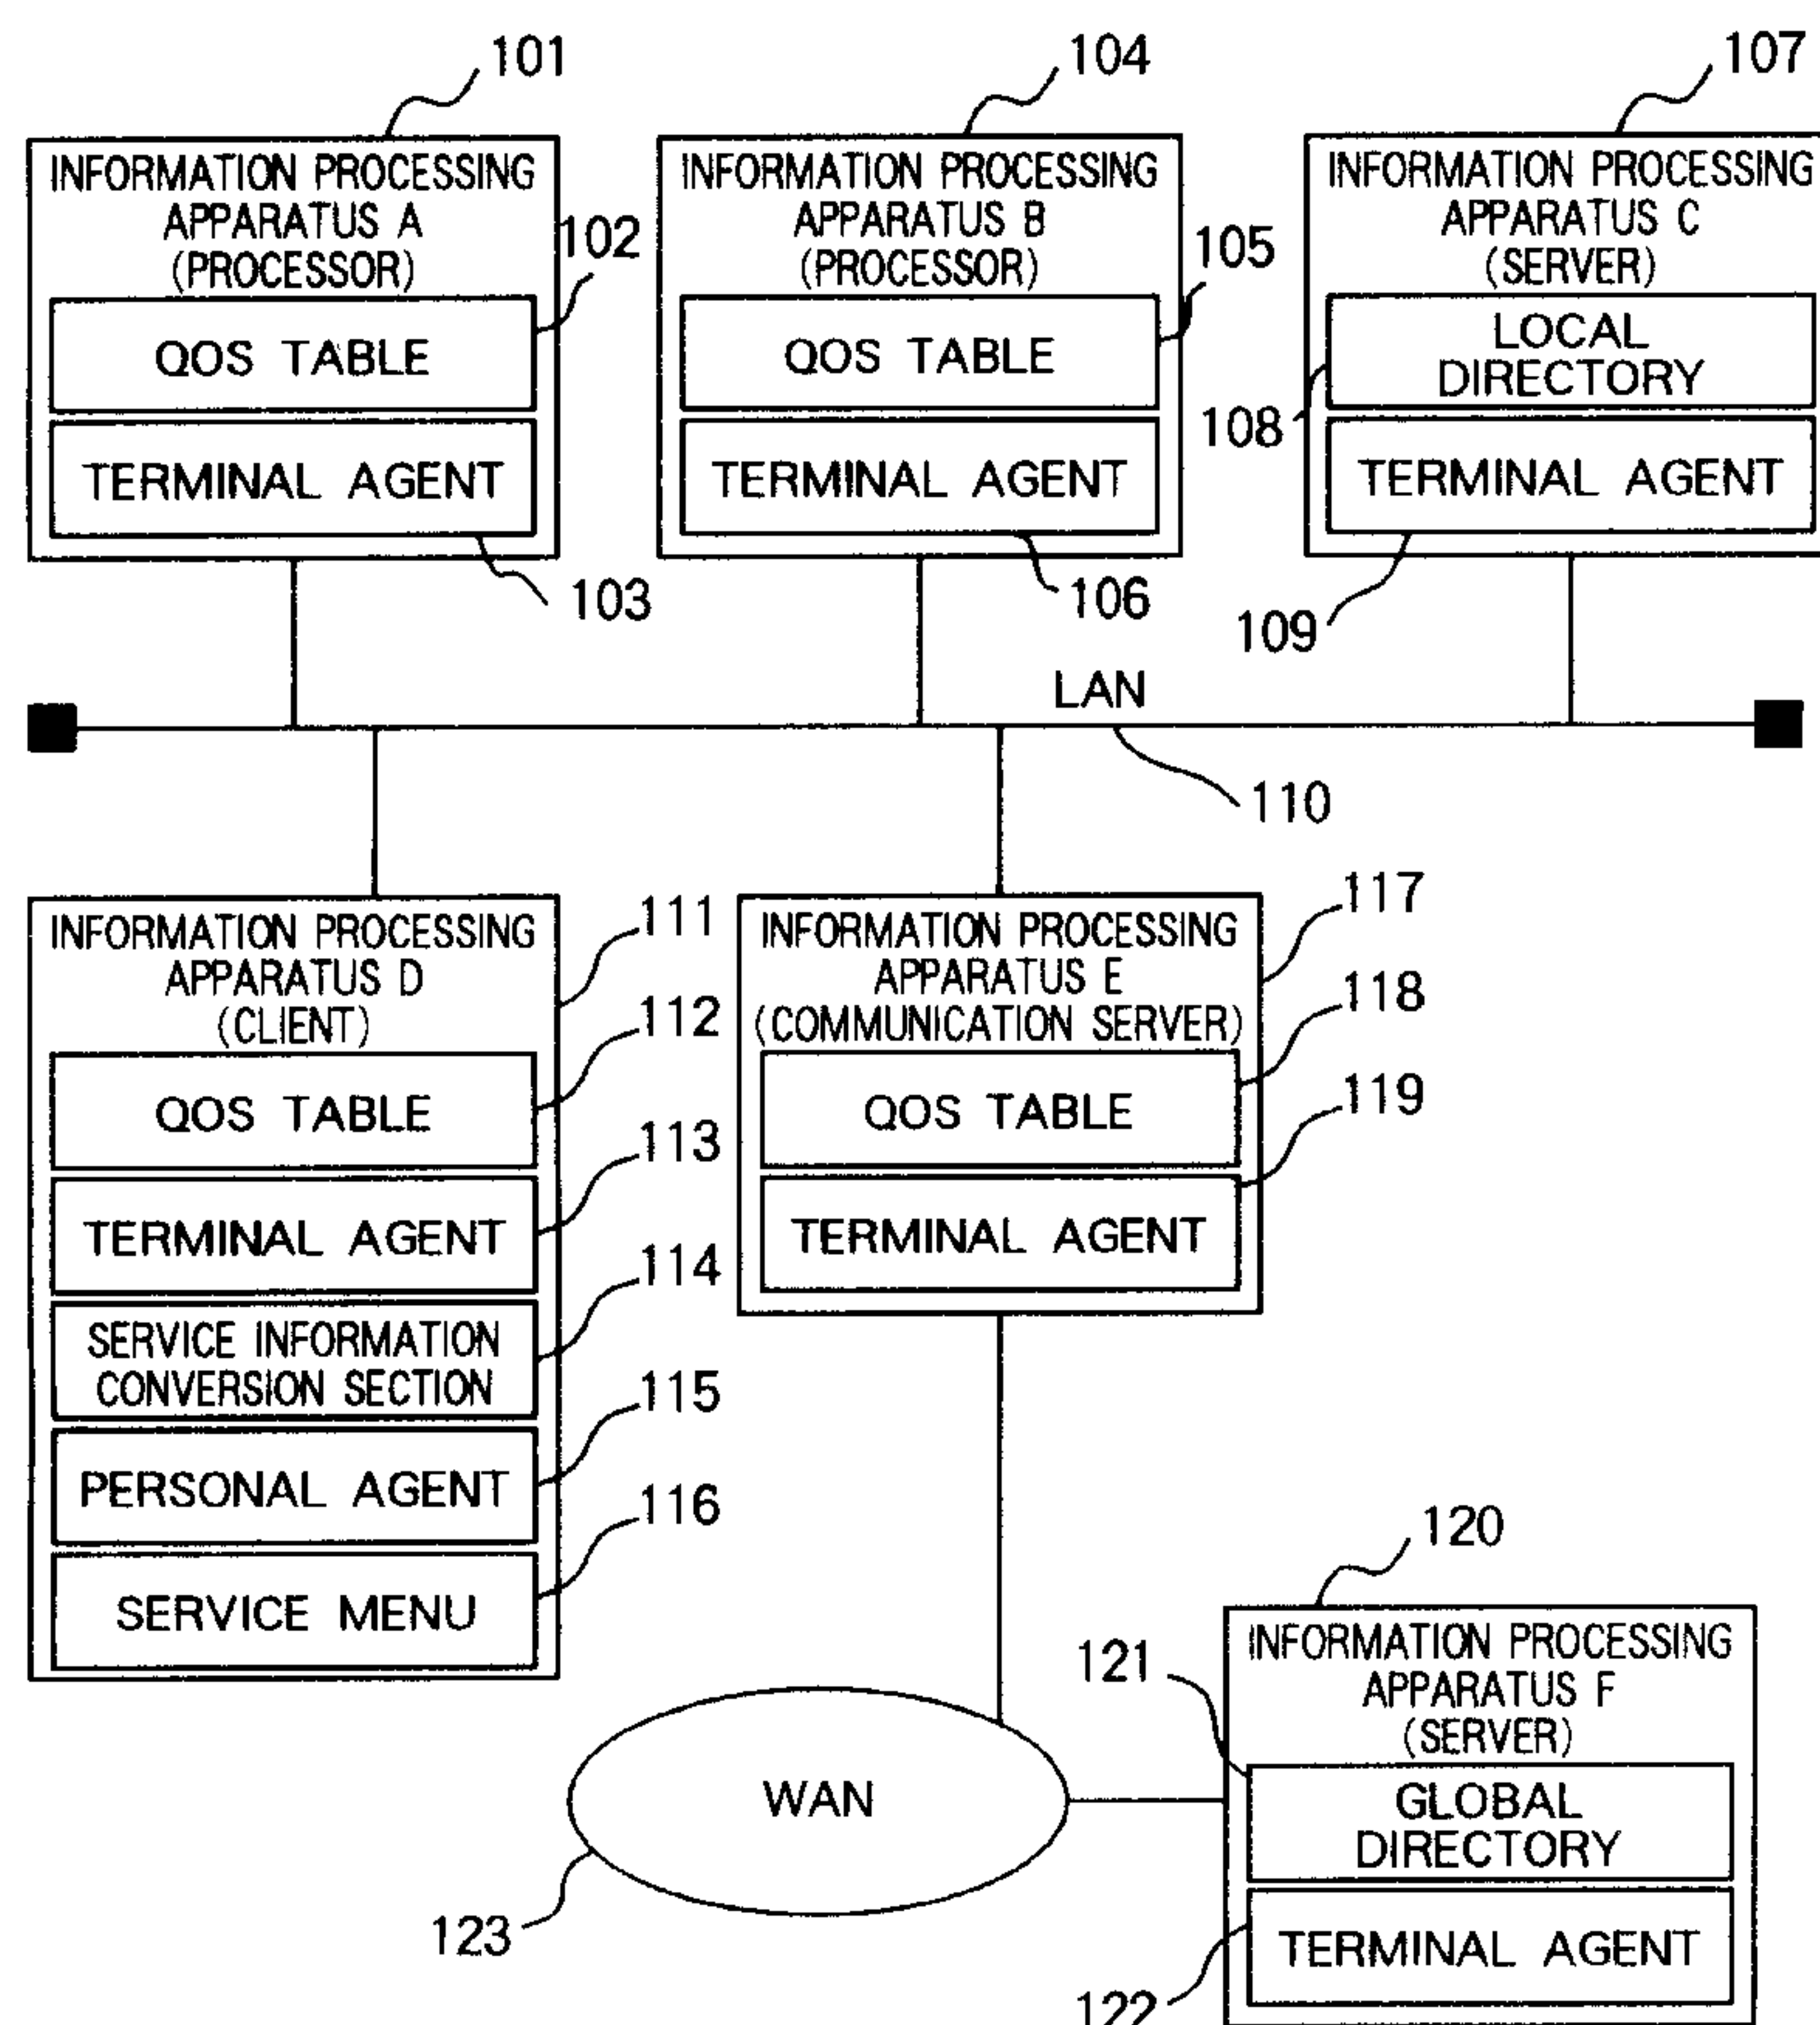 101
INFORMATION PROCESSING
APPARATUS A
(PROCESSOR)
102
QOS TABLE
TERMINAL AGENT
103
104
INFORMATION PROCESSING
APPARATUS B
(PROCESSOR)
105
QOS TABLE
TERMINAL AGENT
106
107
INFORMATION PROCESSING
APPARATUS C
(SERVER)
LOCAL
DIRECTORY
108
TERMINAL AGENT
109
LAN
110
INFORMATION PROCESSING
APPARATUS D
(CLIENT)
111
QOS TABLE
112
TERMINAL AGENT
113
SERVICE INFORMATION
CONVERSION SECTION
114
PERSONAL AGENT
115
SERVICE MENU
116
INFORMATION PROCESSING
APPARATUS E
(COMMUNICATION SERVER)
117
QOS TABLE
118
TERMINAL AGENT
119
120
INFORMATION PROCESSING
APPARATUS F
(SERVER)
121
GLOBAL
DIRECTORY
TERMINAL AGENT
122
WAN
123